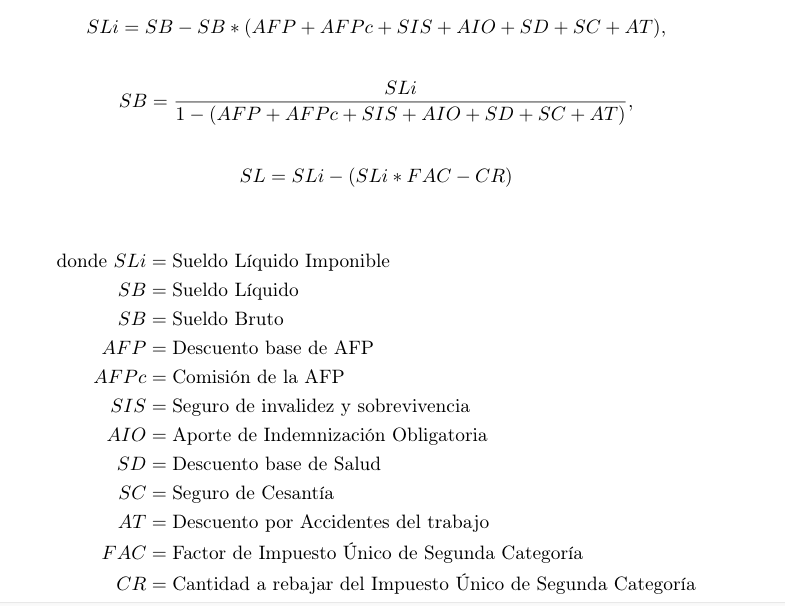 SLi = SB − SB ∗ (AFP + AFPc + SIS + AIO + SD + SC + AT),
SB = SLi / 1 − (AFP + AFPc + SIS + AIO + SD + SC + AT),
SL = SLi − (SLi ∗ FAC − CR)
donde SLi = Sueldo Líquido Imponible
SB = Sueldo Líquido
SB = Sueldo Bruto
AFP = Descuento base de AFP
AFPc = Comisión de la AFP
SIS = Seguro de invalidez y sobrevivencia
AIO = Aporte de Indemnización Obligatoria
SD = Descuento base de Salud
SC = Seguro de Cesantía
AT = Descuento por Accidentes del trabajo
FAC = Factor de Impuesto Único de Segunda Categoría
CR = Cantidad a rebajar del Impuesto Único de Segunda Categoría